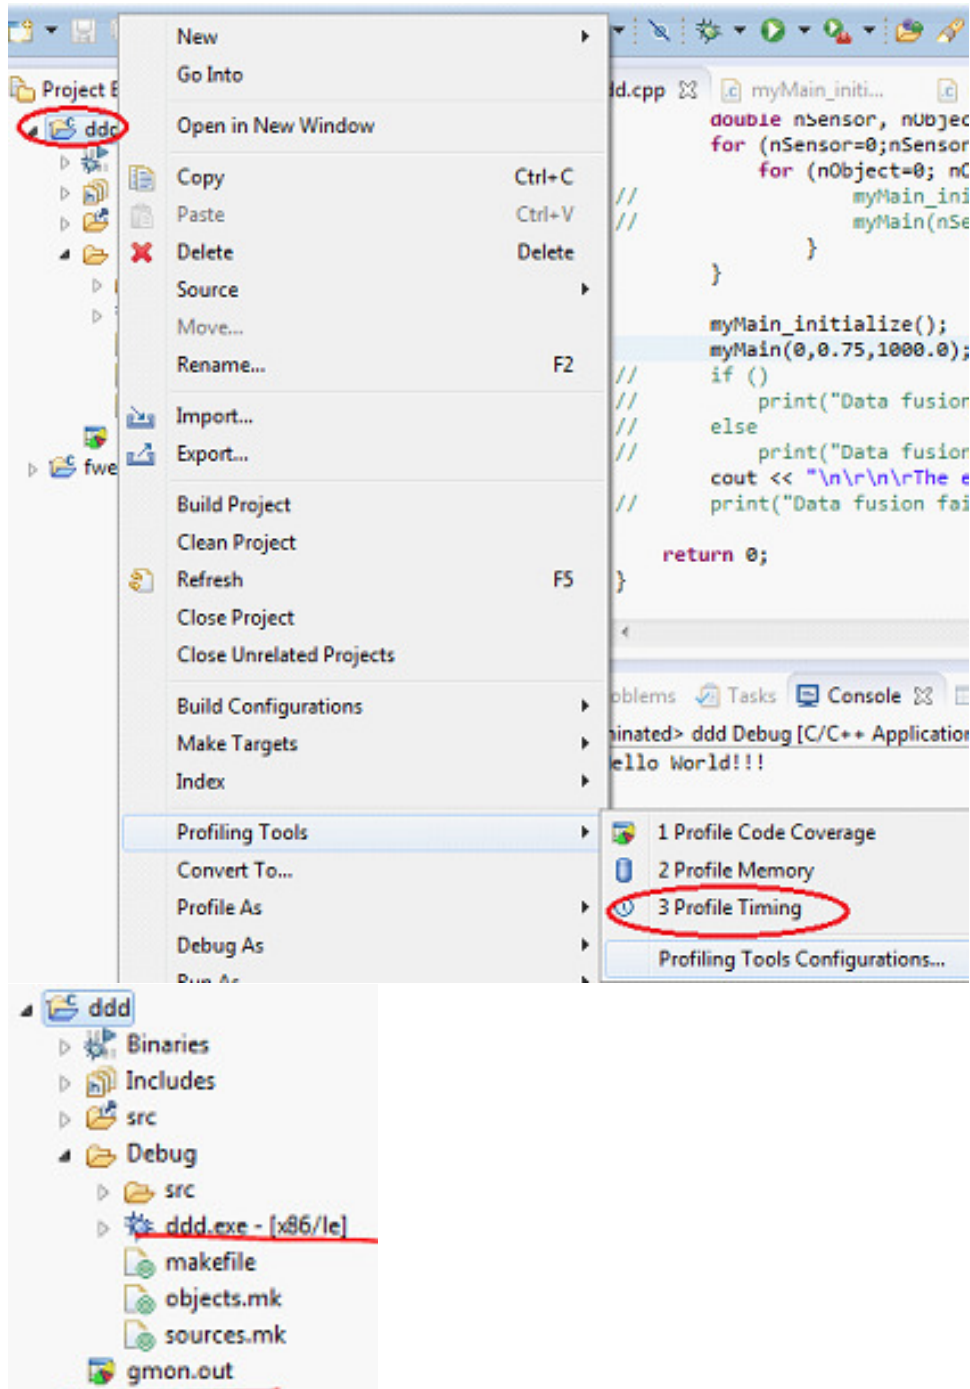 New
Go Into
Project E
dd.cpp
myMain_initi...
ddd
Open in New Window
double nSensor, nObjec
for (nSensor=0;nSensor
Copy Ctrl+C
for (nObject=0; nO
// myMain_ini
Paste Ctrl+V
// myMain(nSe
Delete Delete
}
Source
}
Move...
myMain_initialize();
myMain(0,0.75,1000.0);
Rename... F2
// if ()
// print("Data fusion
Import...
// else
Export...
// print("Data fusion
fwe
cout << "\n\r\n\rThe e
Build Project
// print("Data fusion fai
Clean Project
return 0;
Refresh F5
}
Close Project
Close Unrelated Projects
oblems Tasks Console
Build Configurations
Make Targets
minated> ddd Debug [C/C++ Application
ello World!!!
Index
Profiling Tools
1 Profile Code Coverage
Convert To...
2 Profile Memory
Profile As
3 Profile Timing
Debug As
Profiling Tools Configurations...
Run As
ddd
Binaries
Includes
src
Debug
src
ddd.exe - [x86/le]
makefile
objects.mk
sources.mk
gmon.out